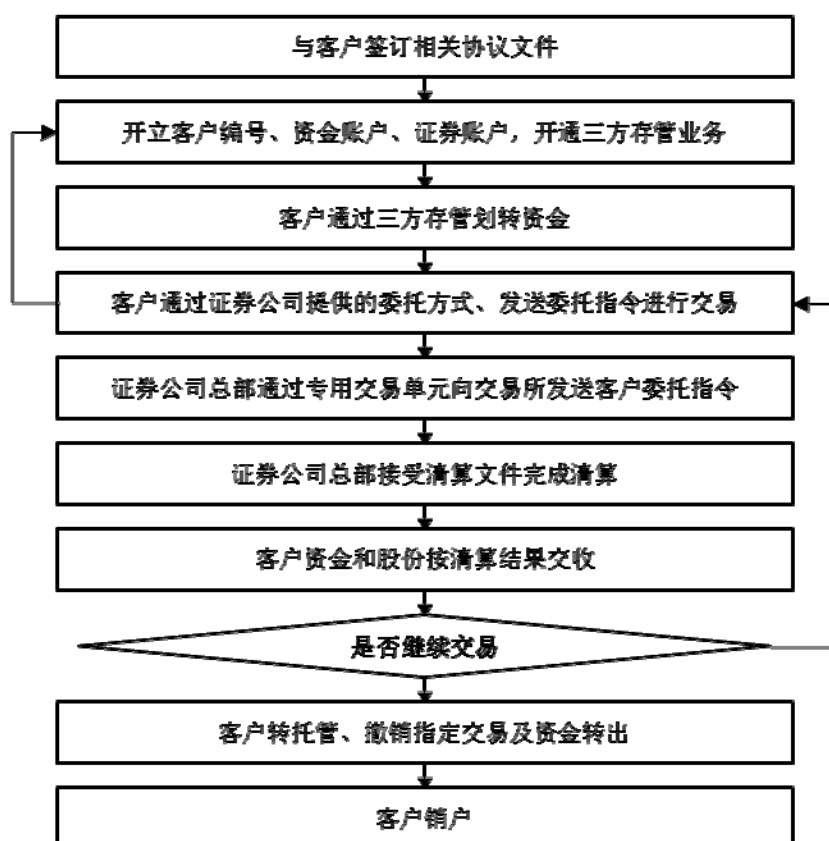 与客户签订相关协议文件
开立客户编号、资金账户、证券账户，开通三方存管业务
客户通过三方存管划转资金
客户通过证券公司提供的委托方式、发送委托指令进行交易
证券公司总部通过专用交易单元向交易所发送客户委托指令
证券公司总部接受清算文件完成清算
客户资金和股份按清算结果交收
是否继续交易
客户转托管、撤销指定交易及资金转出
客户销户